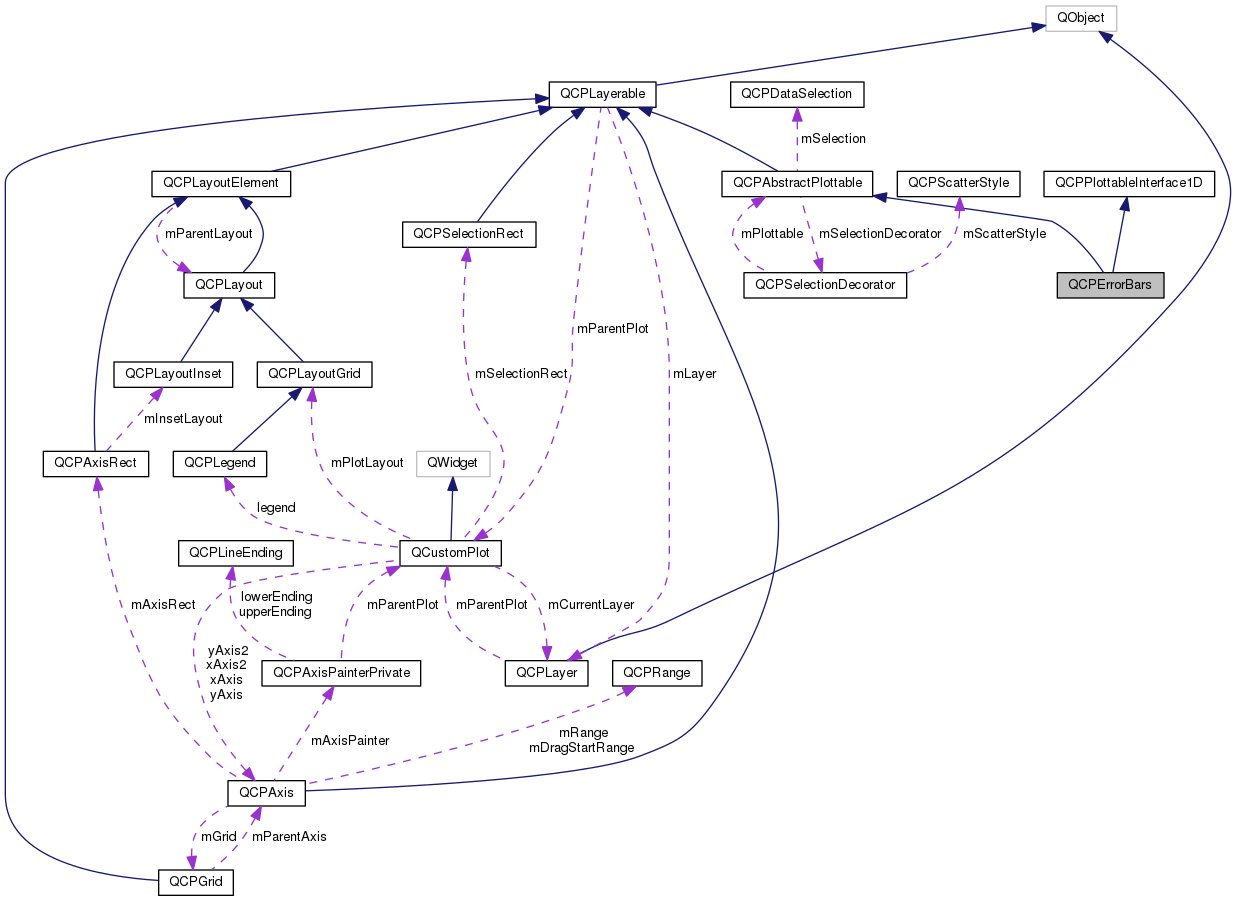 QObject
QCPLayerable
QCPDataSelection
mSelection
QCPLayoutElement
QCPAbstractPlottable
QCPScatterStyle
QCPPlottableInterface1D
mParentLayout
QCPSelectionRect
mPlottable
mSelectionDecorator
mScatterStyle
QCPLayout
QCPSelectionDecorator
QCPErrorBars
mParentPlot
QCPLayoutInset
QCPLayoutGrid
mSelectionRect
mLayer
mInsetLayout
QCPAxisRect
QCPLegend
mPlotLayout
QWidget
legend
QCPLineEnding
QCustomPlot
mAxisRect
lowerEnding
upperEnding
mParentPlot
mParentPlot
mCurrentLayer
yAxis2
xAxis2
xAxis
yAxis
QCPAxisPainterPrivate
QCPLayer
QCPRange
mAxisPainter
mRange
mDragStartRange
QCPAxis
mGrid
mParentAxis
QCPGrid